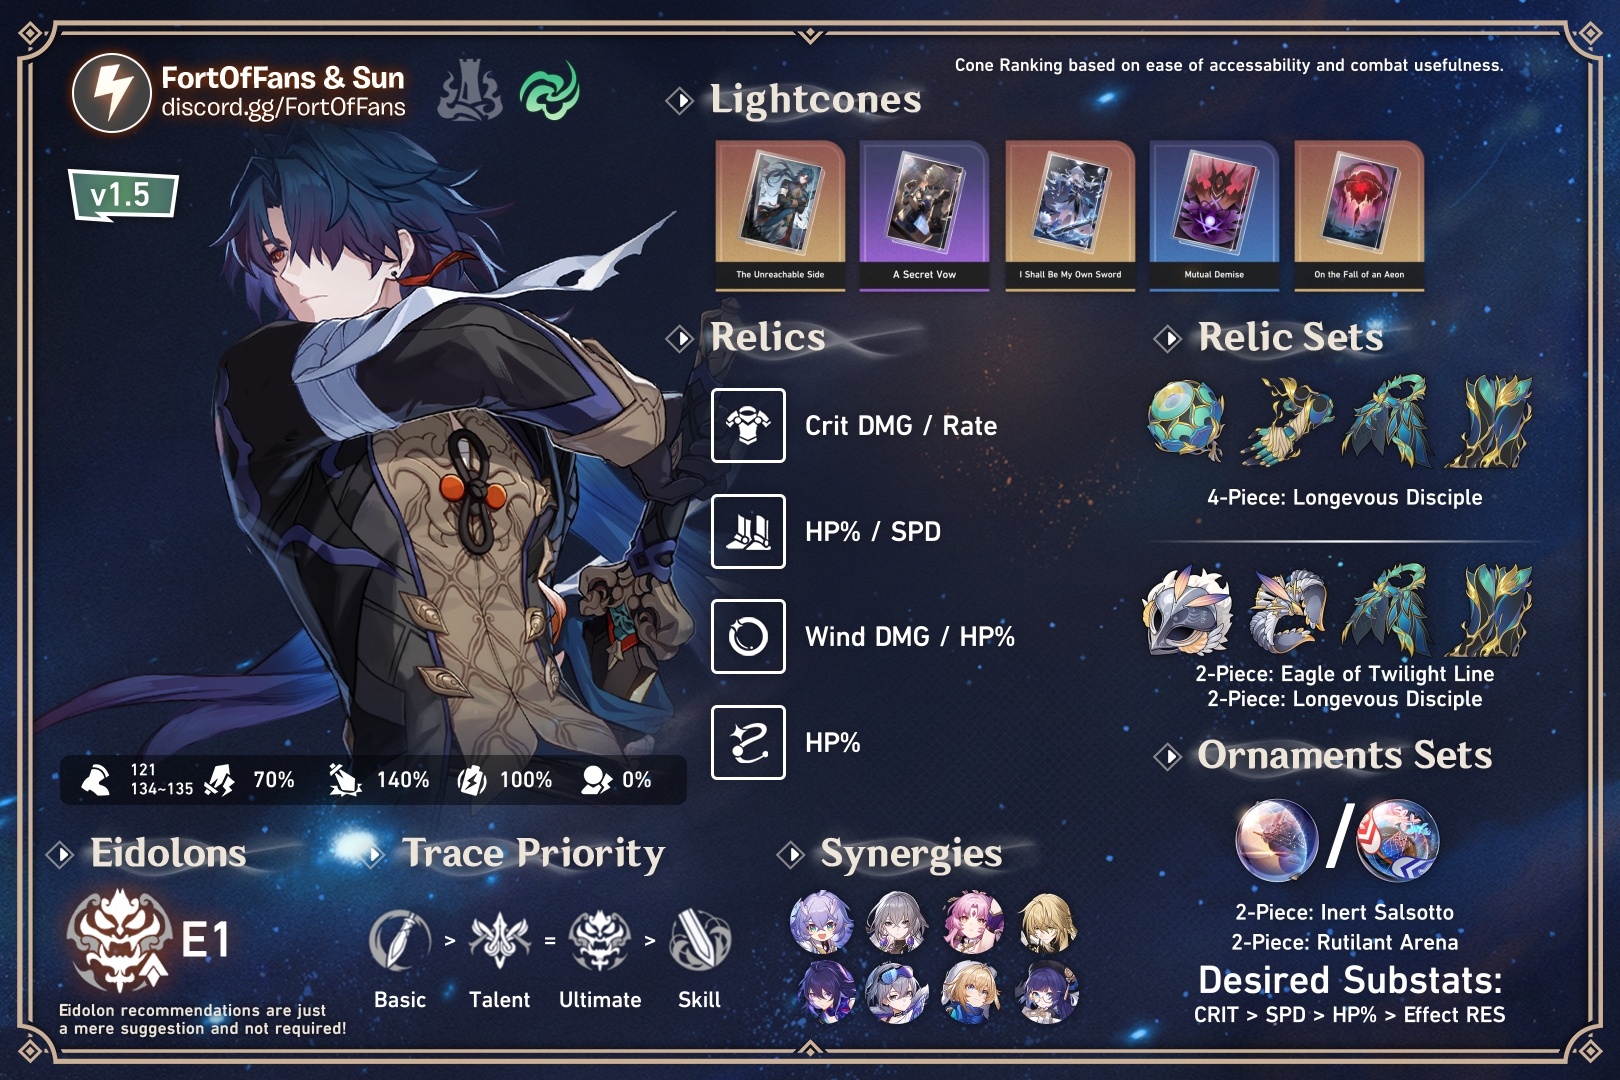 FortOfFans & Sun
discord.gg/FortOfFans
v1.5
Cone Ranking based on ease of accessability and combat usefulness.
Lightcones
The Unreachable Side
A Secret Vow
I Shall Be My Own Sword
Mutual Demise
On the Fall of an Aeon
Relics
Crit DMG / Rate
HP% / SPD
Wind DMG / HP%
HP%
Relic Sets
4-Piece: Longevous Disciple
2-Piece: Eagle of Twilight Line
2-Piece: Longevous Disciple
Ornaments Sets
/
2-Piece: Inert Salsotto
2-Piece: Rutilant Arena
Desired Substats:
CRIT > SPD > HP% > Effect RES
121
134~135
70%
140%
100%
0%
Eidolons
E1
Eidolon recommendations are just
a mere suggestion and not required!
Trace Priority
> = >
Basic Talent Ultimate Skill
Synergies